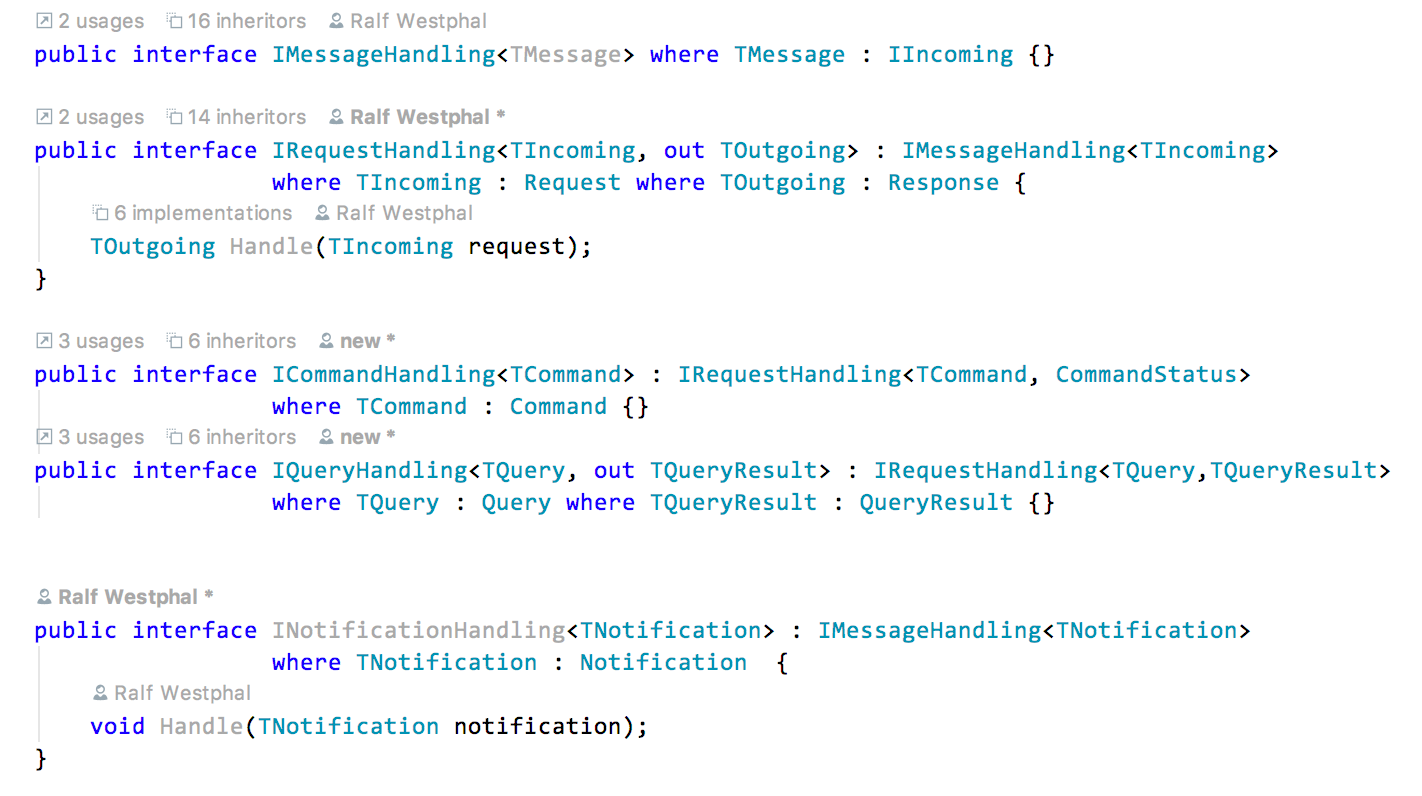 2 usages 16 inheritors Ralf Westphal
public interface IMessageHandling<TMessage> where TMessage : IIncoming {}
2 usages 14 inheritors Ralf Westphal *
public interface IRequestHandling<TIncoming, out TOutgoing> : IMessageHandling<TIncoming>
where TIncoming : Request where TOutgoing : Response {
6 implementations Ralf Westphal
TOutgoing Handle(TIncoming request);
}
3 usages 6 inheritors new *
public interface ICommandHandling<TCommand> : IRequestHandling<TCommand, CommandStatus>
where TCommand : Command {}
3 usages 6 inheritors new *
public interface IQueryHandling<TQuery, out TQueryResult> : IRequestHandling<TQuery,TQueryResult>
where TQuery : Query where TQueryResult : QueryResult {}
Ralf Westphal *
public interface INotificationHandling<TNotification> : IMessageHandling<TNotification>
where TNotification : Notification  {
Ralf Westphal
void Handle(TNotification notification);
}